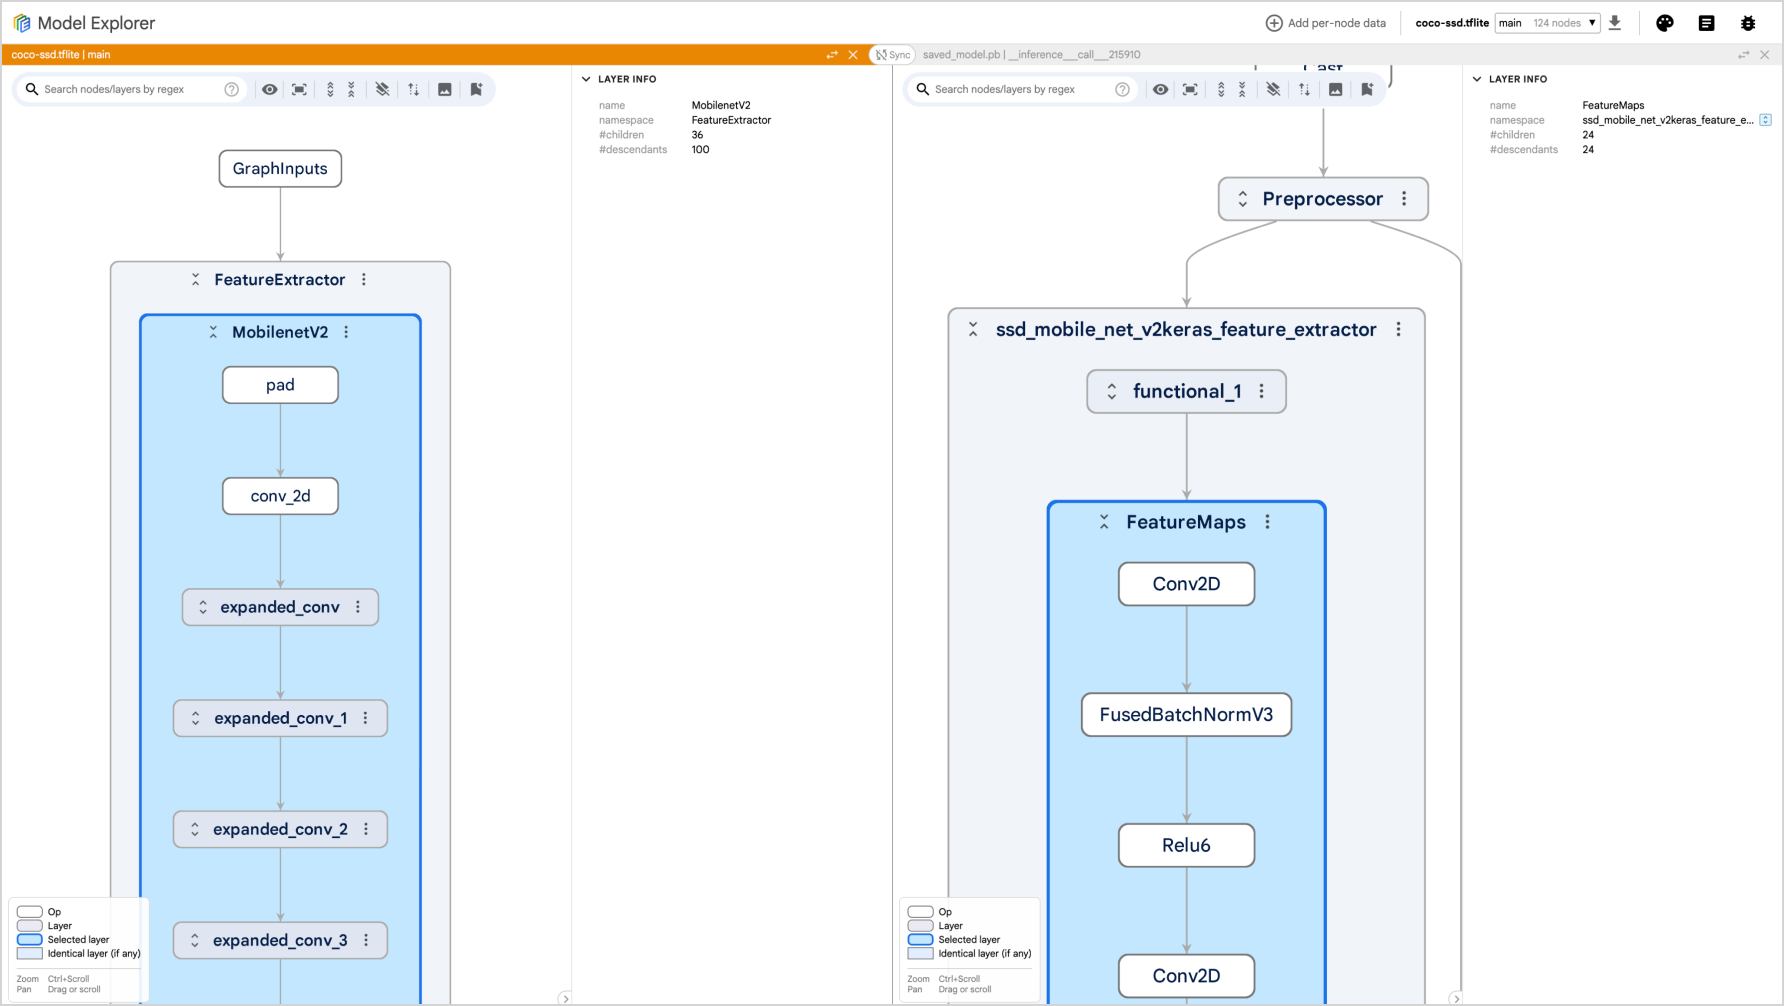 Model Explorer
Add per-node data
coco-ssd.tflite
main 124 nodes
coco-ssd.tflite | main
Sync
saved_model.pb | __inference___call___215910
Search nodes/layers by regex
LAYER INFO
name MobilenetV2
namespace FeatureExtractor
#children 36
#descendants 100
GraphInputs
FeatureExtractor
MobilenetV2
pad
conv_2d
expanded_conv
expanded_conv_1
expanded_conv_2
expanded_conv_3
Op
Layer
Selected layer
Identical layer (if any)
Zoom Ctrl+Scroll
Pan Drag or scroll
Cast
Search nodes/layers by regex
LAYER INFO
name FeatureMaps
namespace ssd_mobile_net_v2keras_feature_e...
#children 24
#descendants 24
Preprocessor
ssd_mobile_net_v2keras_feature_extractor
functional_1
FeatureMaps
Conv2D
FusedBatchNormV3
Relu6
Conv2D
Op
Layer
Selected layer
Identical layer (if any)
Zoom Ctrl+Scroll
Pan Drag or scroll